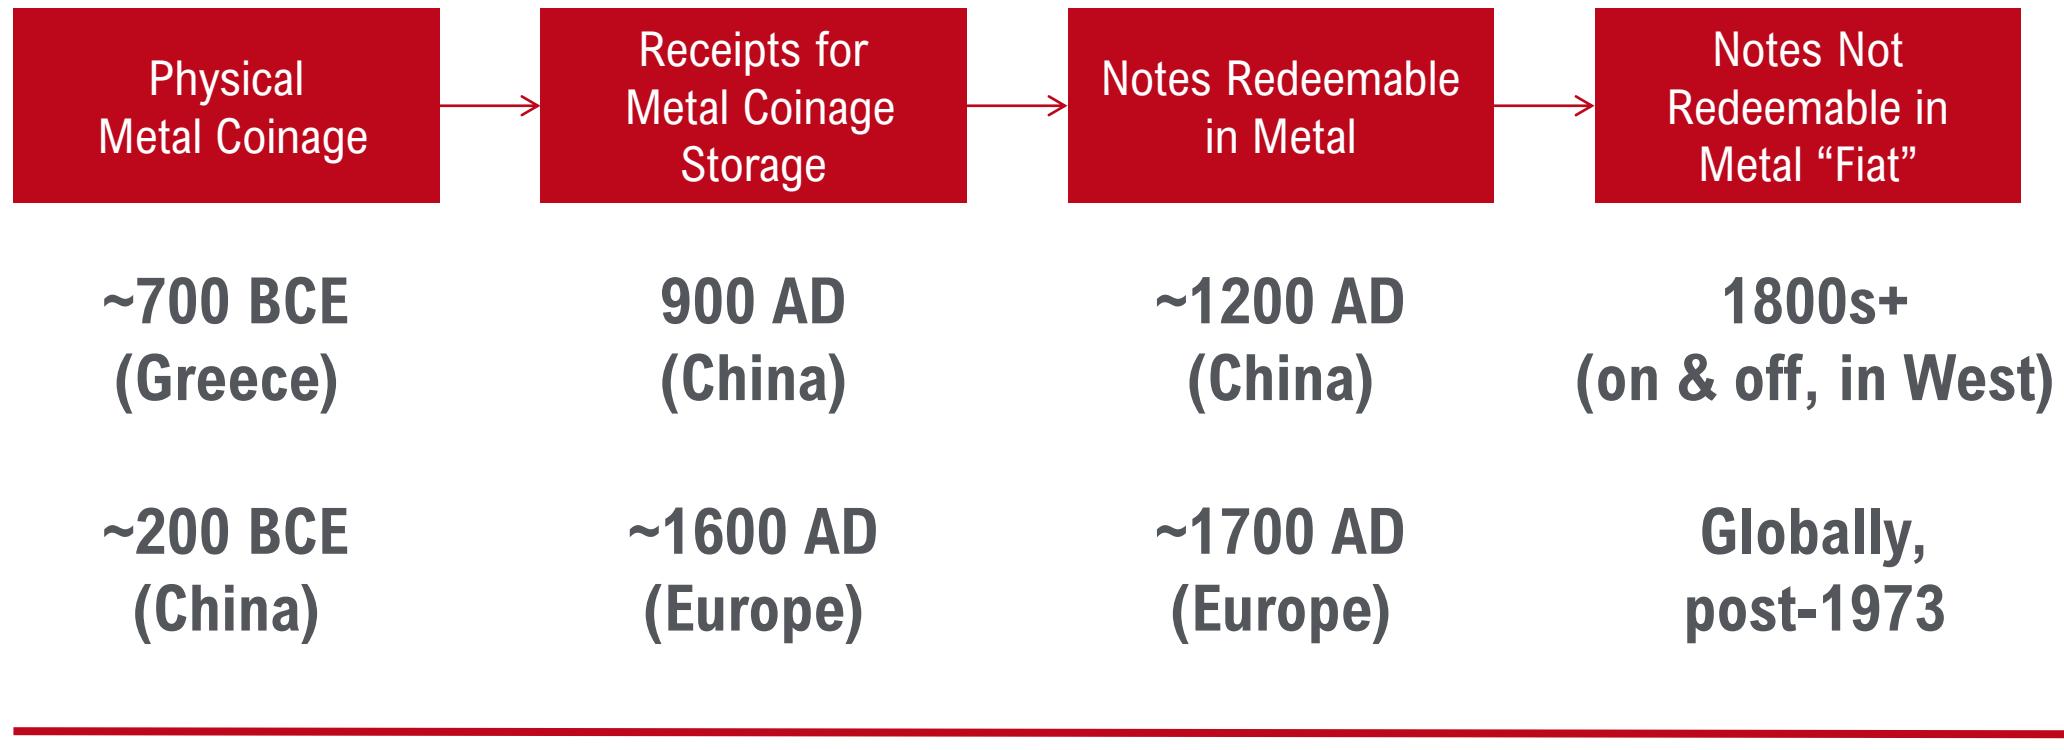 Physical
Metal Coinage
Receipts for
Metal Coinage
Storage
Notes Redeemable
in Metal
Notes Not
Redeemable in
Metal “Fiat”
~700 BCE
(Greece)
900 AD
(China)
~1200 AD
(China)
1800s+
(on & off, in West)
~200 BCE
(China)
~1600 AD
(Europe)
~1700 AD
(Europe)
Globally,
post-1973